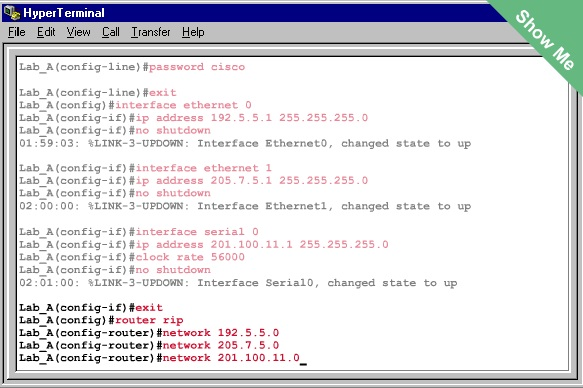 HyperTerminal
File Edit View Call Transfer Help
Show Me
Lab_A(config-line)#password cisco
Lab_A(config-line)#exit
Lab_A(config)#interface ethernet 0
Lab_A(config-if)#ip address 192.5.5.1 255.255.255.0
Lab_A(config-if)#no shutdown
01:59:03: %LINK-3-UPDOWN: Interface Ethernet0, changed state to up
Lab_A(config-if)#interface ethernet 1
Lab_A(config-if)#ip address 205.7.5.1 255.255.255.0
Lab_A(config-if)#no shutdown
02:00:00: %LINK-3-UPDOWN: Interface Ethernet1, changed state to up
Lab_A(config-if)#interface serial 0
Lab_A(config-if)#ip address 201.100.11.1 255.255.255.0
Lab_A(config-if)#clock rate 56000
Lab_A(config-if)#no shutdown
02:01:00: %LINK-3-UPDOWN: Interface Serial0, changed state to up
Lab_A(config-if)#exit
Lab_A(config)#router rip
Lab_A(config-router)#network 192.5.5.0
Lab_A(config-router)#network 205.7.5.0
Lab_A(config-router)#network 201.100.11.0_